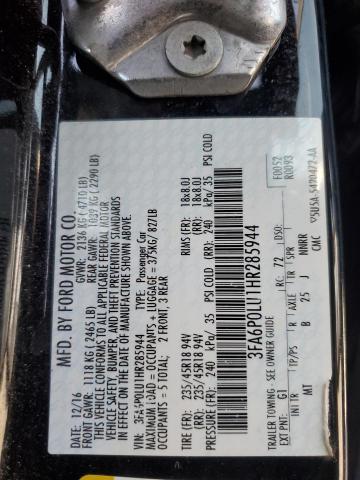 MFD. BY FORD MOTOR CO.
12/16 GVWR: 2136 KG ( 4710 LB)
FRONT GAWR: 1118 KG ( 2465 LB) REAR GAWR: 1039 KG ( 2290 LB)
THIS VEHICLE CONFORMS TO ALL APPLICABLE FEDERAL MOTOR
VEHICLE SAFETY, BUMPER, AND THEFT PREVENTION STANDARDS
IN EFFECT ON THE DATE OF MANUFACTURE SHOWN ABOVE.
VIN: 3FA6P0LU1HR285944 TYPE: Passenger Car
MAXIMUM LOAD = OCCUPANTS + LUGGAGE = 375KG/ 827LB
OCCUPANTS = 5 TOTAL, 2 FRONT, 3 REAR
TIRE (FR): 235/45R18 94V RIMS (FR): 18x8.0J
TIRE (RR): 235/45R18 94V (RR): 18x8.0J
PRESSURE (FR): 240 kPa/ 35 PSI COLD (RR): 240 kPa/ 35 PSI COLD
3FA6P0LU1HR285944
TRAILER TOWING - SEE OWNER GUIDE
EXT PNT: G1 RC: 72 DSO: F0052
R0093
INT TR TP/PS R AXLE TR
MT B 25 J NNRR
CMC